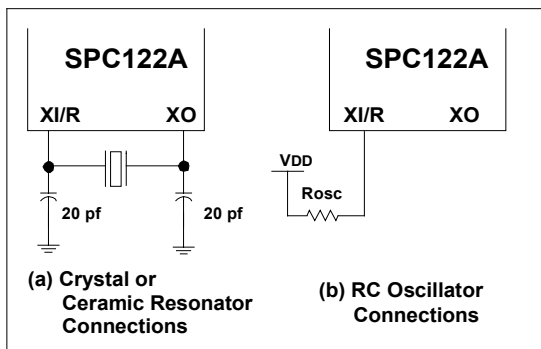 SPC122A
XI/R XO
20 pf 20 pf
(a) Crystal or
Ceramic Resonator
Connections
SPC122A
XI/R XO
VDD
Rosc
(b) RC Oscillator
Connections